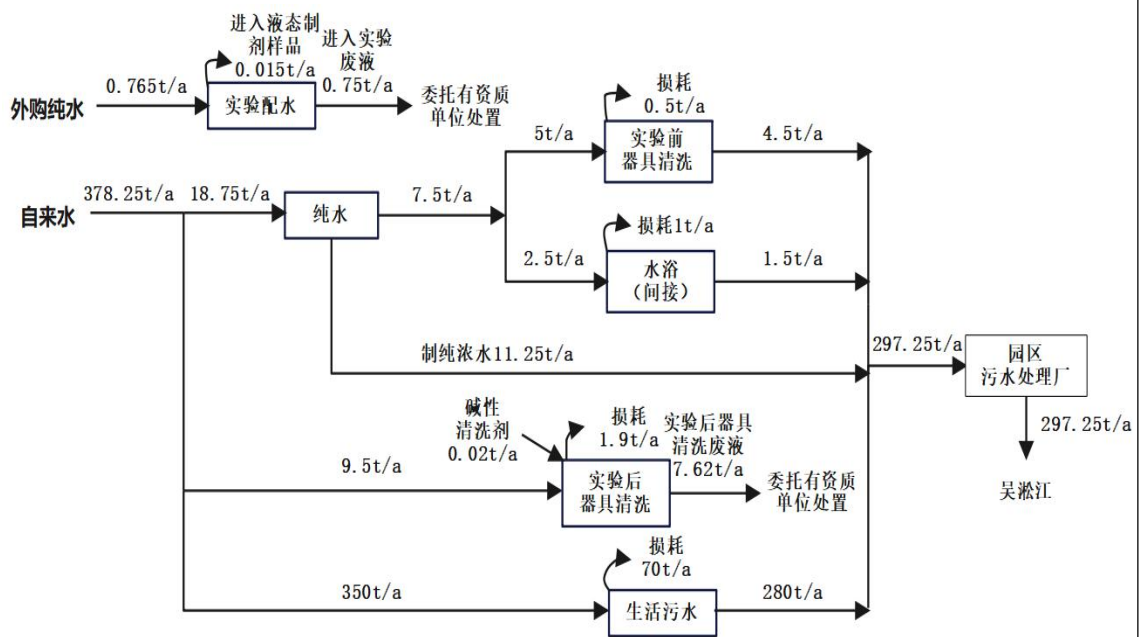 进入液态制
剂样品
0.015t/a
进入实验
废液
0.75t/a
0.765t/a
外购纯水
实验配水
委托有资质
单位处置
损耗
0.5t/a
5t/a
实验前
器具清洗
4.5t/a
378.25t/a
18.75t/a
自来水
纯水
7.5t/a
损耗1t/a
2.5t/a
水浴
（间接）
1.5t/a
制纯浓水11.25t/a
297.25t/a
园区
污水处理厂
297.25t/a
吴淞江
碱性
清洗剂
0.02t/a
损耗
1.9t/a
实验后器具
清洗废液
7.62t/a
9.5t/a
实验后
器具清洗
委托有资质
单位处置
损耗
70t/a
350t/a
生活污水
280t/a